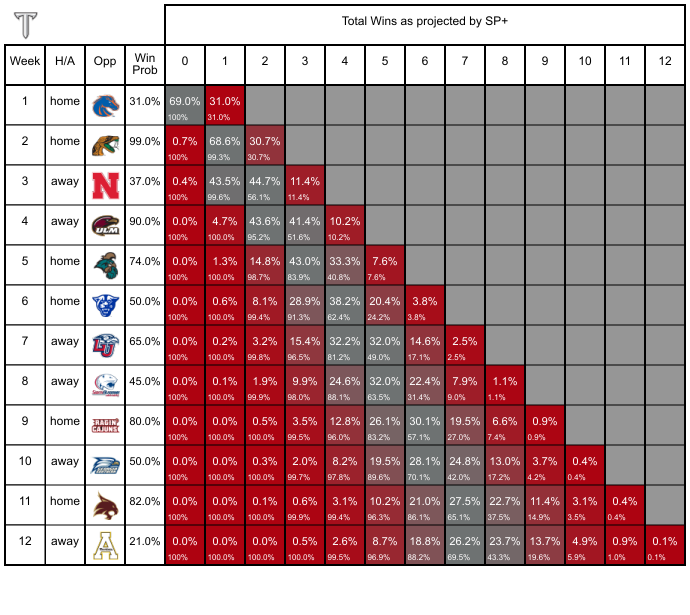 T
Total Wins as projected by SP+
Week H/A Opp Win Prob 0 1 2 3 4 5 6 7 8 9 10 11 12
1 home 31.0% 69.0% 31.0%
100% 31.0%
2 home 99.0% 0.7% 68.6% 30.7%
100% 99.3% 30.7%
3 away N 37.0% 0.4% 43.5% 44.7% 11.4%
100% 99.6% 56.1% 11.4%
4 away ULM 90.0% 0.0% 4.7% 43.6% 41.4% 10.2%
100% 100.0% 95.2% 51.6% 10.2%
5 home 74.0% 0.0% 1.3% 14.8% 43.0% 33.3% 7.6%
100% 100.0% 98.7% 83.9% 40.8% 7.6%
6 home 50.0% 0.0% 0.6% 8.1% 28.9% 38.2% 20.4% 3.8%
100% 100.0% 99.4% 91.3% 62.4% 24.2% 3.8%
7 away LU 65.0% 0.0% 0.2% 3.2% 15.4% 32.2% 32.0% 14.6% 2.5%
100% 100.0% 99.8% 96.5% 81.2% 49.0% 17.1% 2.5%
8 away 45.0% 0.0% 0.1% 1.9% 9.9% 24.6% 32.0% 22.4% 7.9% 1.1%
100% 100.0% 99.9% 98.0% 88.1% 63.5% 31.4% 9.0% 1.1%
9 home RAGIN CAJUNS 80.0% 0.0% 0.0% 0.5% 3.5% 12.8% 26.1% 30.1% 19.5% 6.6% 0.9%
100% 100.0% 100.0% 99.5% 96.0% 83.2% 57.1% 27.0% 7.4% 0.9%
10 away 50.0% 0.0% 0.0% 0.3% 2.0% 8.2% 19.5% 28.1% 24.8% 13.0% 3.7% 0.4%
100% 100.0% 100.0% 99.7% 97.8% 89.6% 70.1% 42.0% 17.2% 4.2% 0.4%
11 home 82.0% 0.0% 0.0% 0.1% 0.6% 3.1% 10.2% 21.0% 27.5% 22.7% 11.4% 3.1% 0.4%
100% 100.0% 100.0% 99.9% 99.4% 96.3% 86.1% 65.1% 37.5% 14.9% 3.5% 0.4%
12 away A 21.0% 0.0% 0.0% 0.0% 0.5% 2.6% 8.7% 18.8% 26.2% 23.7% 13.7% 4.9% 0.9% 0.1%
100% 100.0% 100.0% 100.0% 99.5% 96.9% 88.2% 69.5% 43.3% 19.6% 5.9% 1.0% 0.1%